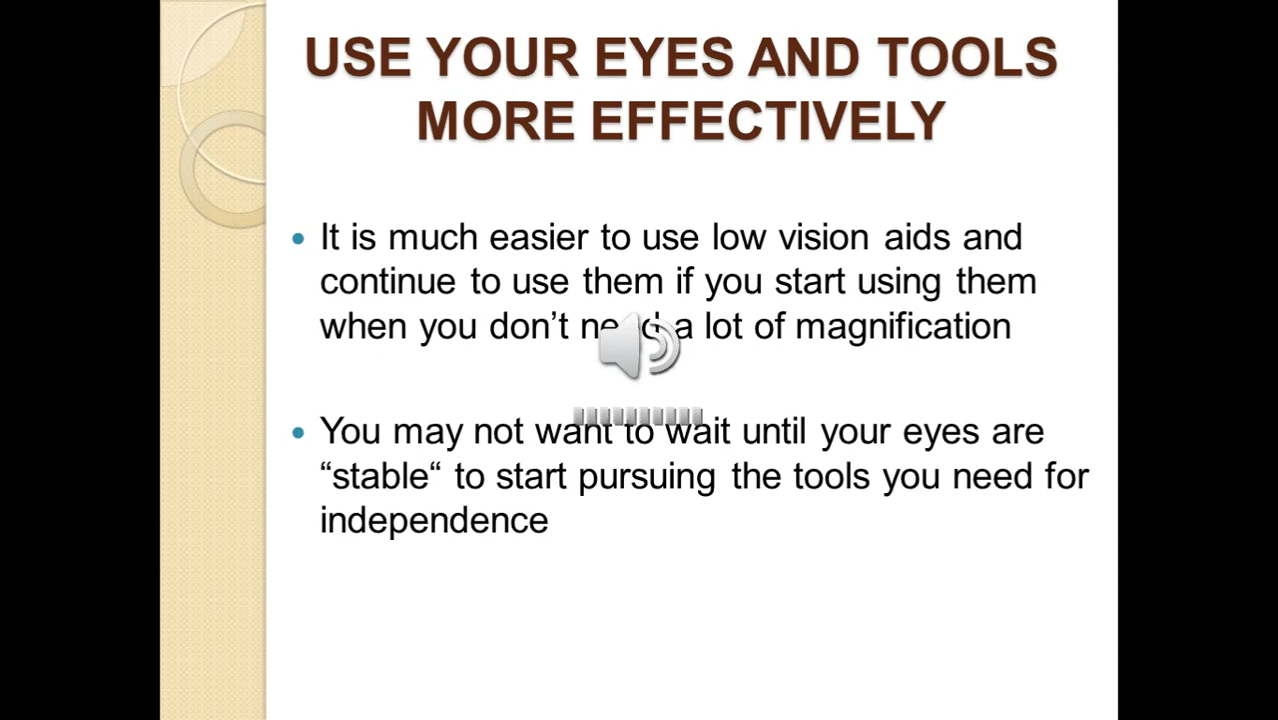 USE YOUR EYES AND TOOLS
MORE EFFECTIVELY
• It is much easier to use low vision aids and
continue to use them if you start using them
when you don’t need a lot of magnification
• You may not want to wait until your eyes are
“stable“ to start pursuing the tools you need for
independence